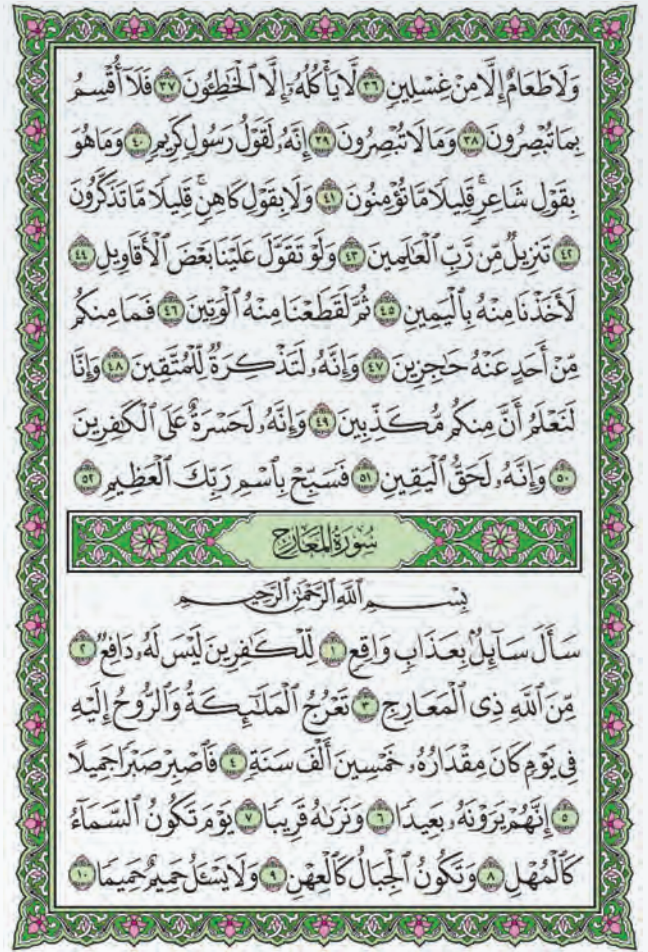 وَلَا طَعَامٌ إِلَّا مِنْ غِسْلِينٍ ٣٦ لَّا يَأْكُلُهُۥٓ إِلَّا ٱلْخَٰطِـُٔونَ ٣٧ فَلَآ أُقْسِمُ
بِمَا تُبْصِرُونَ ٣٨ وَمَا لَا تُبْصِرُونَ ٣٩ إِنَّهُۥ لَقَوْلُ رَسُولٍ كَرِيمٍ ٤٠ وَمَا هُوَ
بِقَوْلِ شَاعِرٍ ۚ قَلِيلًا مَّا تُؤْمِنُونَ ٤١ وَلَا بِقَوْلِ كَاهِنٍ ۚ قَلِيلًا مَّا تَذَكَّرُونَ
٤٢ تَنزِيلٌ مِّن رَّبِّ ٱلْعَٰلَمِينَ ٤٣ وَلَوْ تَقَوَّلَ عَلَيْنَا بَعْضَ ٱلْأَقَاوِيلِ ٤٤
لَأَخَذْنَا مِنْهُ بِٱلْيَمِينِ ٤٥ ثُمَّ لَقَطَعْنَا مِنْهُ ٱلْوَتِينَ ٤٦ فَمَا مِنكُم
مِّنْ أَحَدٍ عَنْهُ حَٰجِزِينَ ٤٧ وَإِنَّهُۥ لَتَذْكِرَةٌ لِّلْمُتَّقِينَ ٤٨ وَإِنَّا
لَنَعْلَمُ أَنَّ مِنكُم مُّكَذِّبِينَ ٤٩ وَإِنَّهُۥ لَحَسْرَةٌ عَلَى ٱلْكَٰفِرِينَ
٥٠ وَإِنَّهُۥ لَحَقُّ ٱلْيَقِينِ ٥١ فَسَبِّحْ بِٱسْمِ رَبِّكَ ٱلْعَظِيمِ ٥٢
سُورَةُ الْمَعَارِجِ
بِسْمِ ٱللَّهِ ٱلرَّحْمَٰنِ ٱلرَّحِيمِ
سَأَلَ سَآئِلٌۢ بِعَذَابٍ وَاقِعٍ ١ لِّلْكَٰفِرِينَ لَيْسَ لَهُۥ دَافِعٌ ٢
مِّنَ ٱللَّهِ ذِى ٱلْمَعَارِجِ ٣ تَعْرُجُ ٱلْمَلَٰٓئِكَةُ وَٱلرُّوحُ إِلَيْهِ
فِى يَوْمٍ كَانَ مِقْدَارُهُۥ خَمْسِينَ أَلْفَ سَنَةٍ ٤ فَٱصْبِرْ صَبْرًا جَمِيلًا
٥ إِنَّهُمْ يَرَوْنَهُۥ بَعِيدًا ٦ وَنَرَىٰهُ قَرِيبًا ٧ يَوْمَ تَكُونُ ٱلسَّمَآءُ
كَٱلْمُهْلِ ٨ وَتَكُونُ ٱلْجِبَالُ كَٱلْعِهْنِ ٩ وَلَا يَسْـَٔلُ حَمِيمٌ حَمِيمًا ١٠